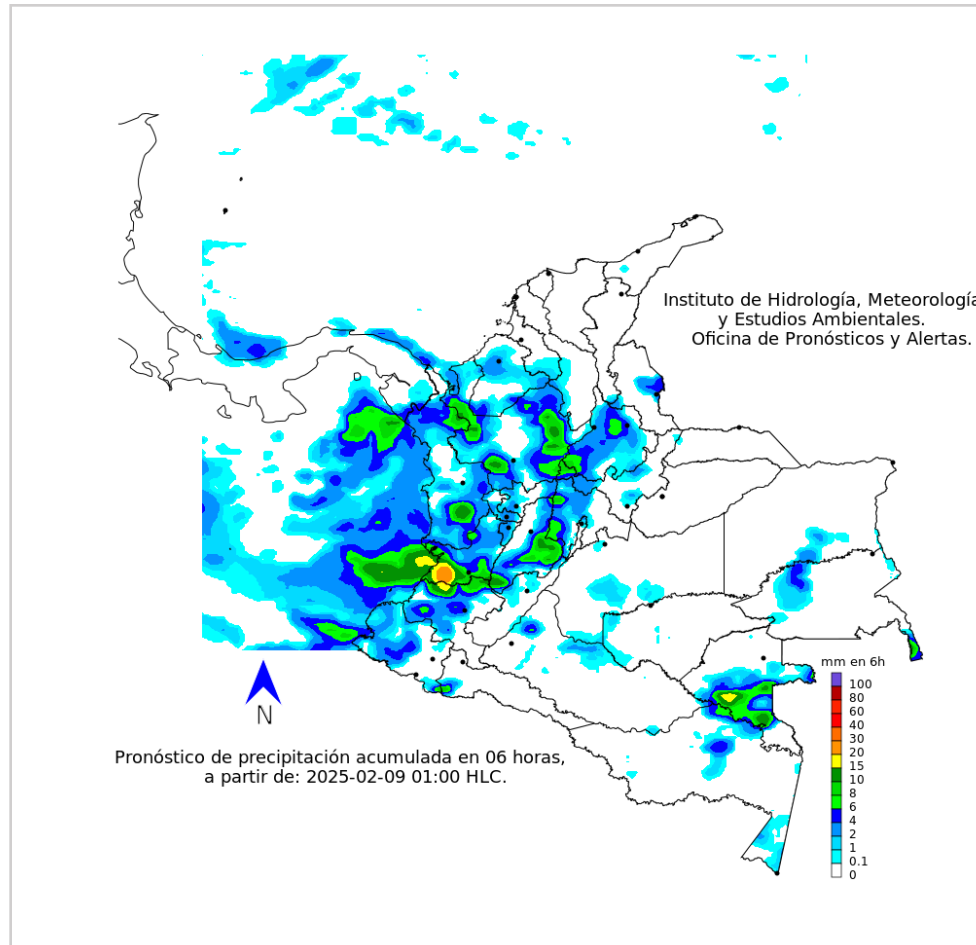 Instituto de Hidrología, Meteorología
y Estudios Ambientales.
Oficina de Pronósticos y Alertas.
mm en 6h
100
80
60
40
30
20
15
10
8
6
4
2
1
0.1
0
N
Pronóstico de precipitación acumulada en 06 horas,
a partir de: 2025-02-09 01:00 HLC.